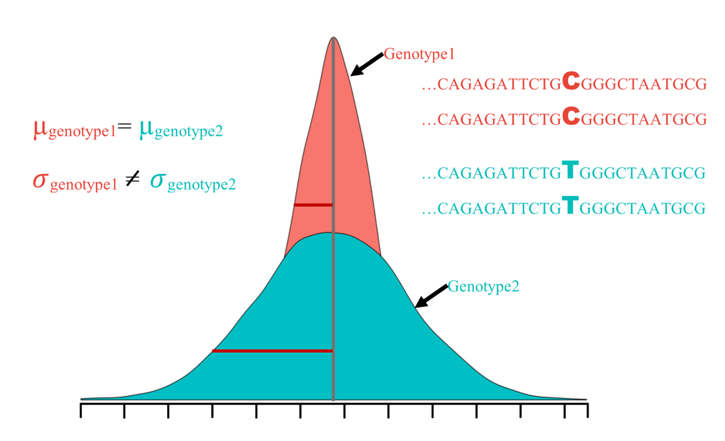 Genotype1
...CAGAGATTCTGCGGGCTAATGCG
...CAGAGATTCTGCGGGCTAATGCG
μgenotype1= μgenotype2
σgenotype1 ≠ σgenotype2
...CAGAGATTCTGTGGGCTAATGCG
...CAGAGATTCTGTGGGCTAATGCG
Genotype2